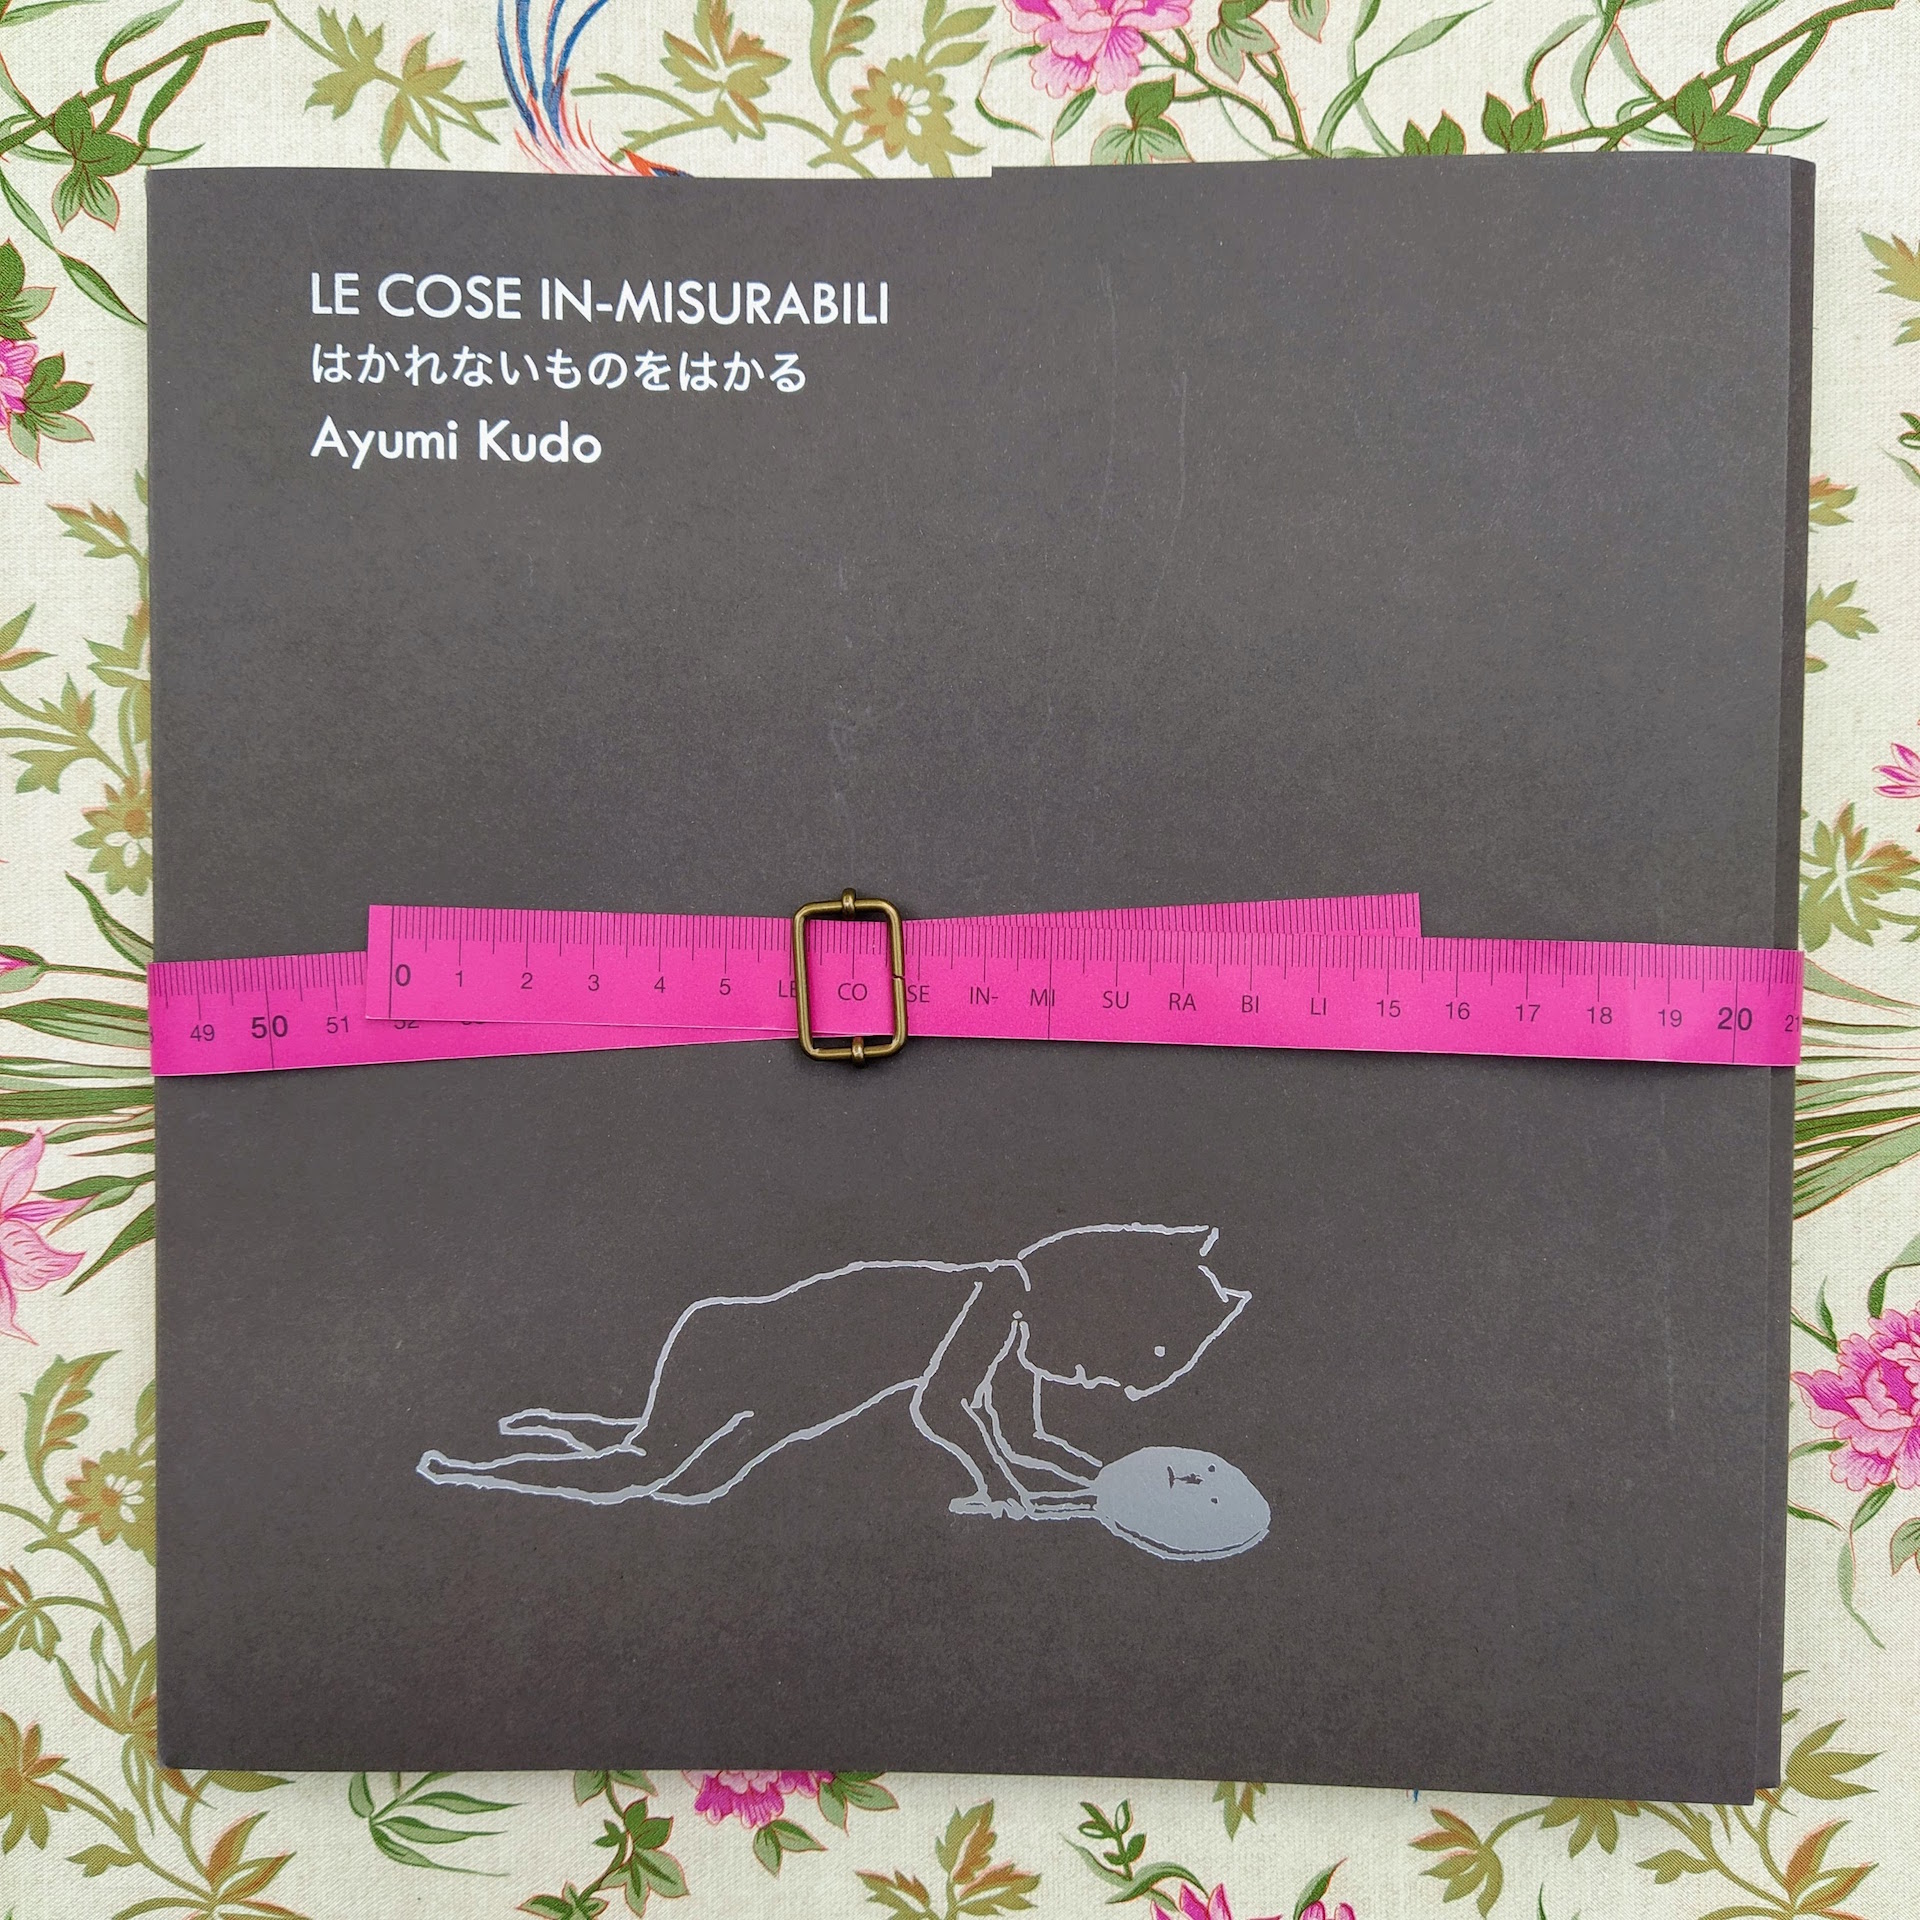 LE COSE IN-MISURABILI
はかれないものをはかる
Ayumi Kudo
0 1 2 3 4 5 LE CO SE IN- MI SU RA BI LI 15 16 17 18 19 20 21
49 50 51 52